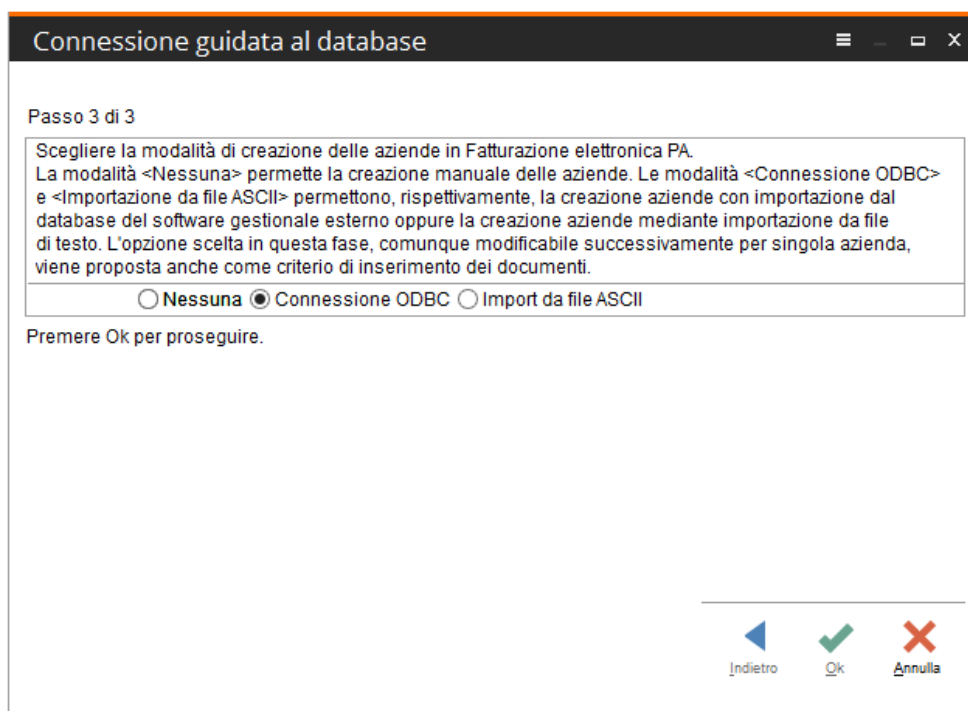 Connessione guidata al database
Passo 3 di 3
Scegliere la modalità di creazione delle aziende in Fatturazione elettronica PA.
La modalità <Nessuna> permette la creazione manuale delle aziende. Le modalità <Connessione ODBC>
e <Importazione da file ASCII> permettono, rispettivamente, la creazione aziende con importazione dal
database del software gestionale esterno oppure la creazione aziende mediante importazione da file
di testo. L'opzione scelta in questa fase, comunque modificabile successivamente per singola azienda,
viene proposta anche come criterio di inserimento dei documenti.
Nessuna Connessione ODBC Import da file ASCII
Premere Ok per proseguire.
Indietro Ok Annulla